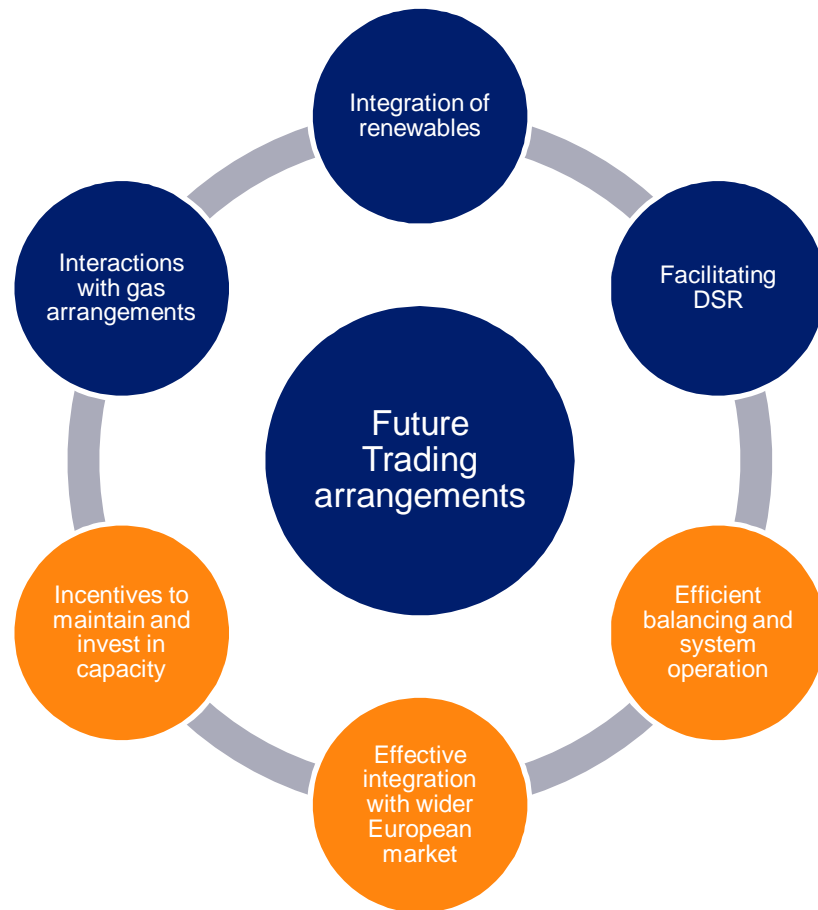 Integration of
renewables
Interactions
with gas
arrangements
Facilitating
DSR
Future
Trading
arrangements
Incentives to
maintain and
invest in
capacity
Efficient
balancing and
system
operation
Effective
integration
with wider
European
market